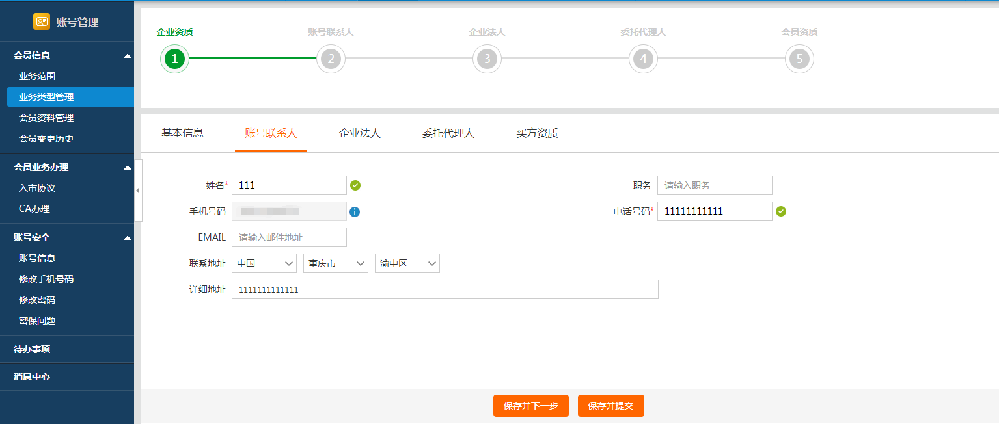 账号管理
会员信息
业务范围
业务类型管理
会员资料管理
会员变更历史
会员业务办理
入市协议
CA办理
账号安全
账号信息
修改手机号码
修改密码
密保问题
待办事项
消息中心
企业资质 账号联系人 企业法人 委托代理人 会员资质
1 2 3 4 5
基本信息 账号联系人 企业法人 委托代理人 买方资质
姓名* 111 职务 请输入职务
手机号码 电话号码* 11111111111
EMAIL 请输入邮件地址
联系地址 中国 重庆市 渝中区
详细地址 1111111111111
保存并下一步 保存并提交